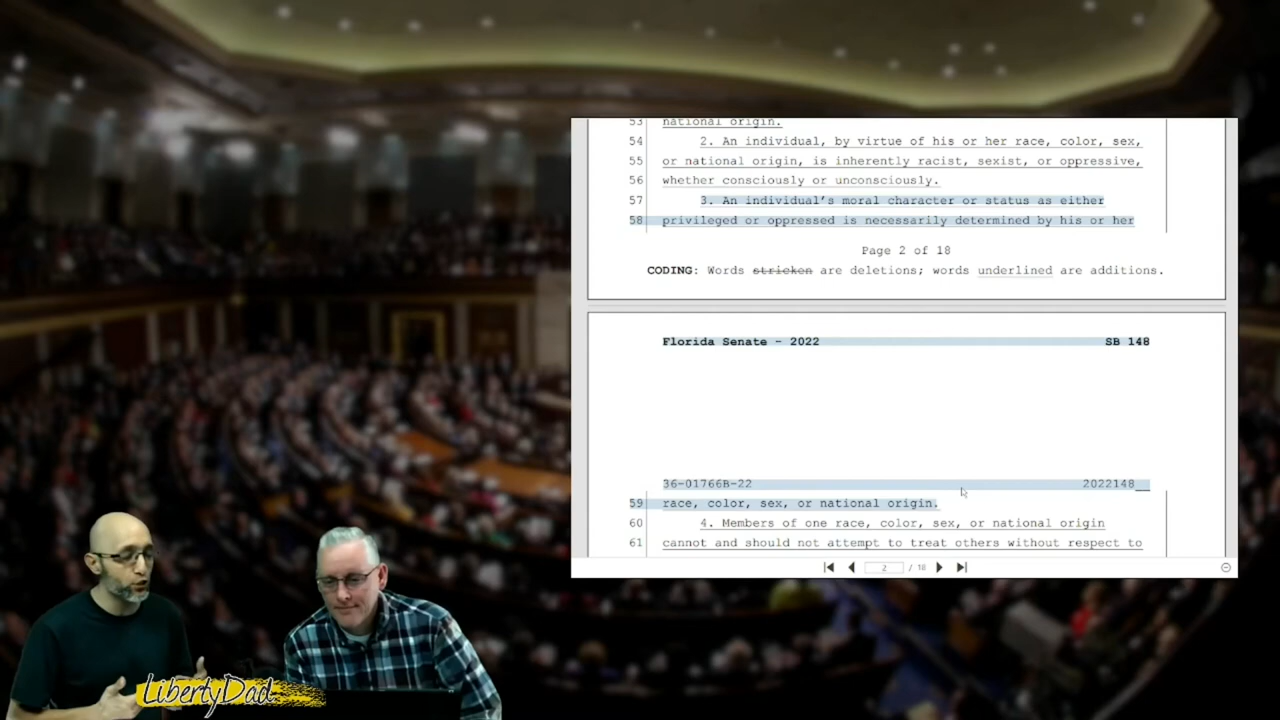 53 national origin.
54 2. An individual, by virtue of his or her race, color, sex,
55 or national origin, is inherently racist, sexist, or oppressive,
56 whether consciously or unconsciously.
57 3. An individual's moral character or status as either
58 privileged or oppressed is necessarily determined by his or her
Page 2 of 18
CODING: Words stricken are deletions; words underlined are additions.
Florida Senate - 2022 SB 148
36-01766B-22 2022148__
59 race, color, sex, or national origin.
60 4. Members of one race, color, sex, or national origin
61 cannot and should not attempt to treat others without respect to
2 / 18
LibertyDad